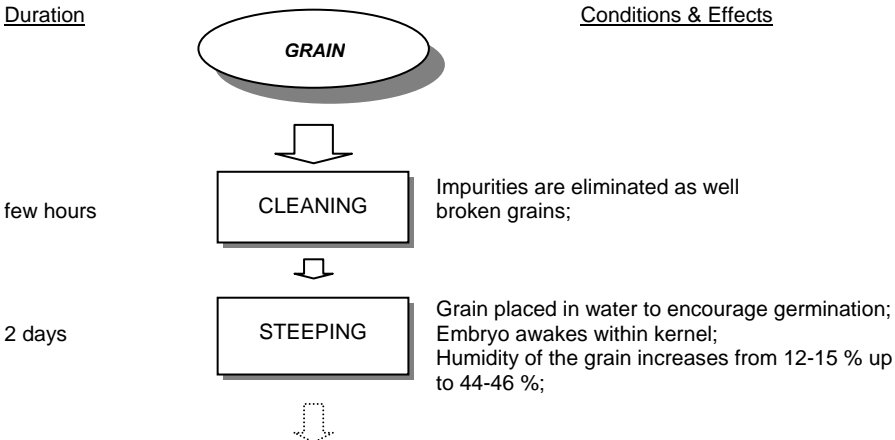 Duration
Conditions & Effects
GRAIN
few hours
CLEANING
Impurities are eliminated as well
broken grains;
2 days
STEEPING
Grain placed in water to encourage germination;
Embryo awakes within kernel;
Humidity of the grain increases from 12-15 % up
to 44-46 %;